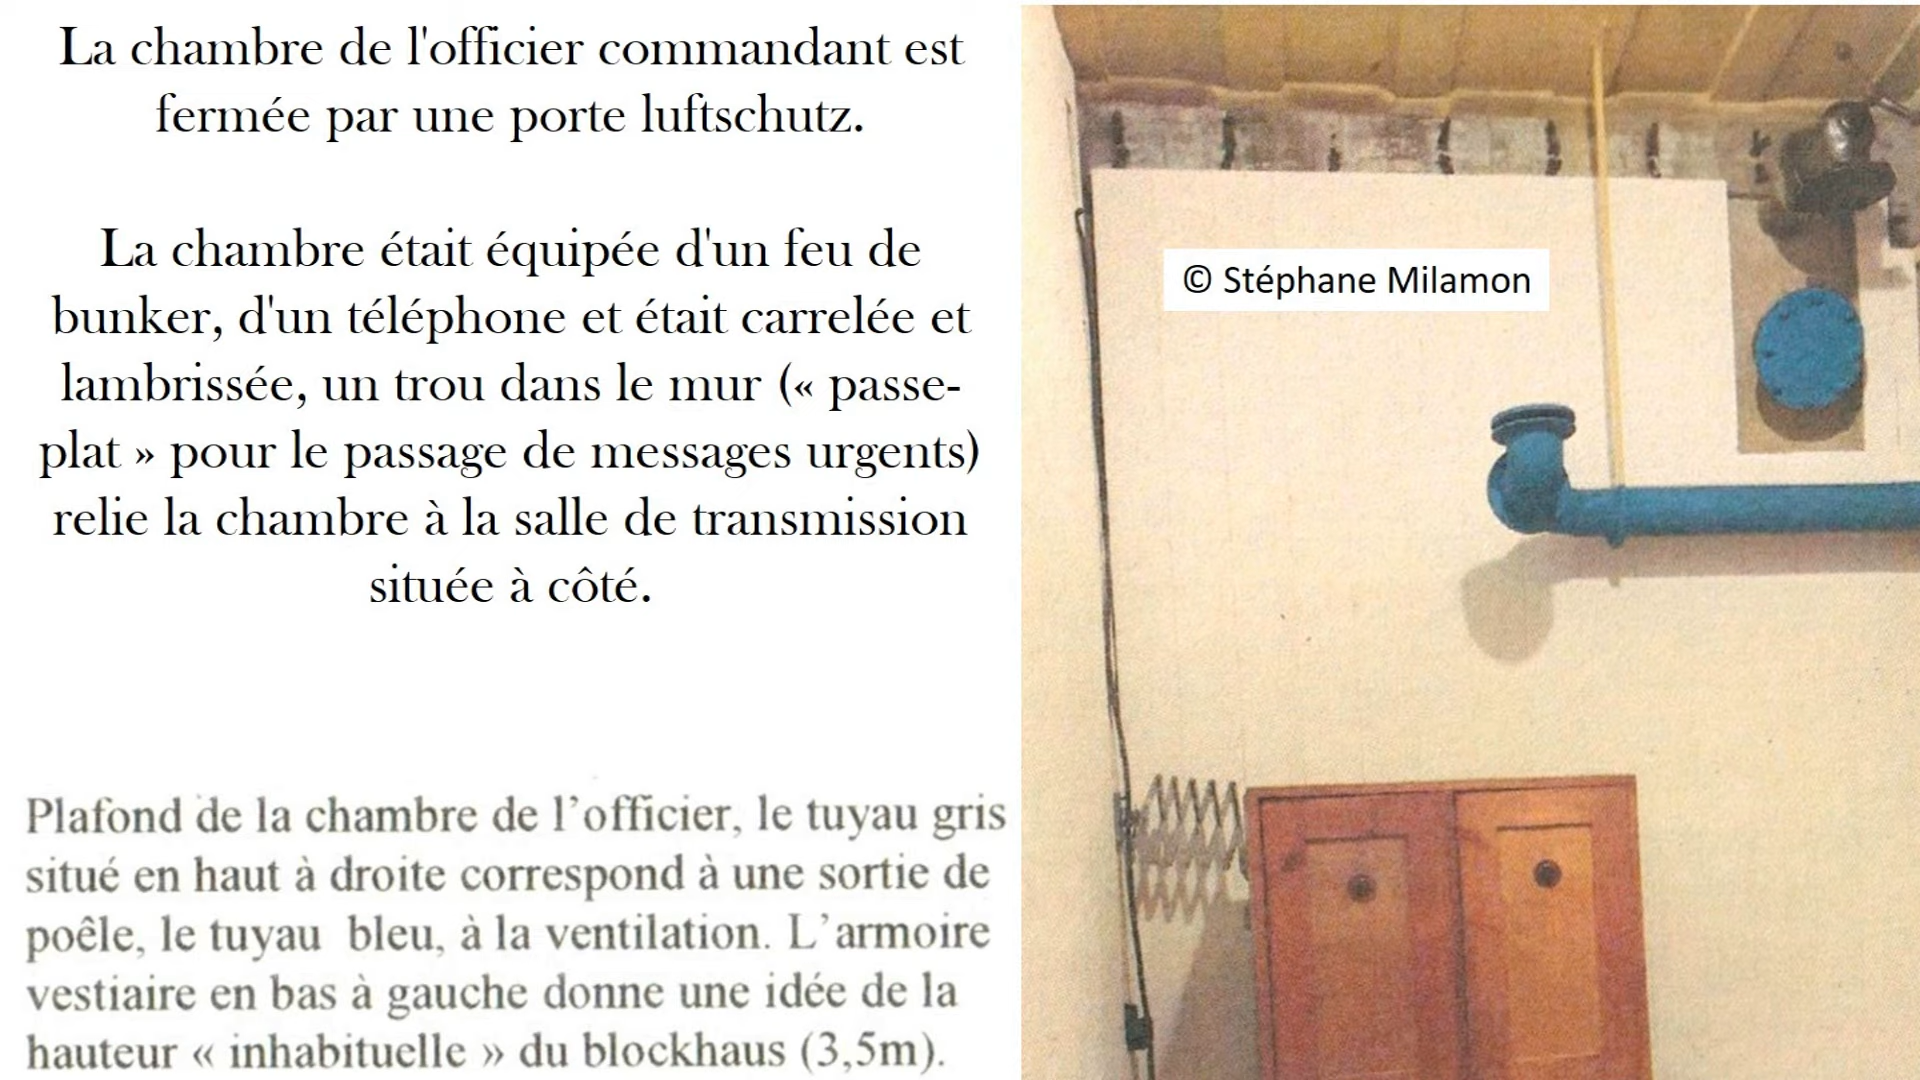 La chambre de l'officier commandant est
fermée par une porte luftschutz.
La chambre était équipée d'un feu de
bunker, d'un téléphone et était carrelée et
lambrissée, un trou dans le mur (« passe-
plat » pour le passage de messages urgents)
relie la chambre à la salle de transmission
située à côté.
Plafond de la chambre de l'officier, le tuyau gris
situé en haut à droite correspond à une sortie de
poêle, le tuyau bleu, à la ventilation. L'armoire
vestiaire en bas à gauche donne une idée de la
hauteur « inhabituelle » du blockhaus (3,5m).
© Stéphane Milamon